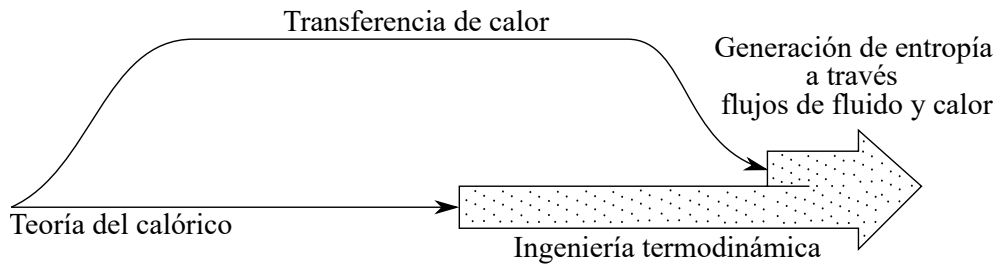 Transferencia de calor
Generación de entropía
a través
flujos de fluido y calor
Teoría del calórico
Ingeniería termodinámica